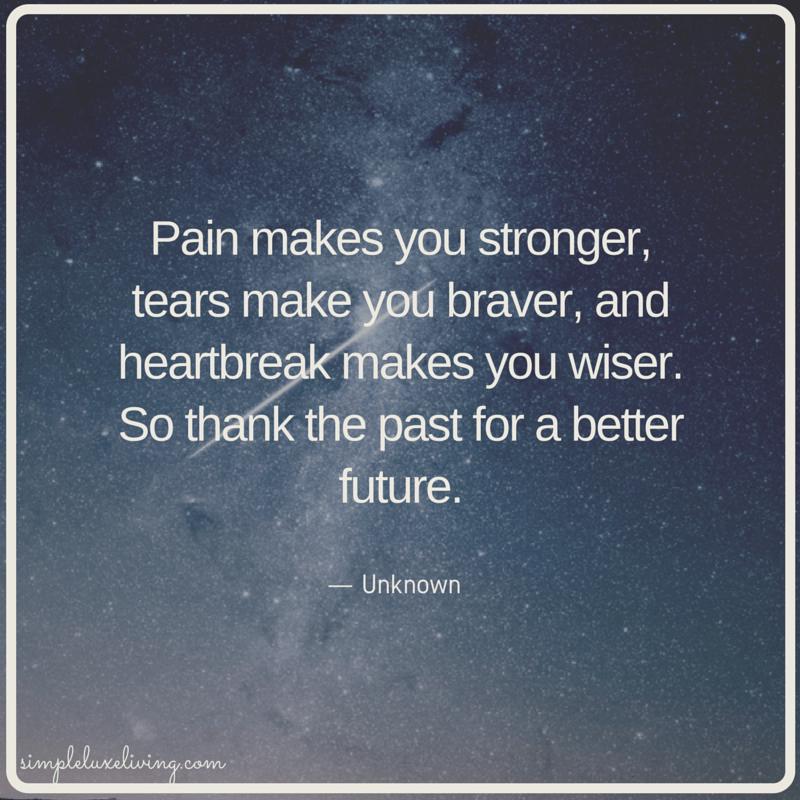 Pain makes you stronger,
tears make you braver, and
heartbreak makes you wiser.
So thank the past for a better
future.
— Unknown
simpleluxeliving.com